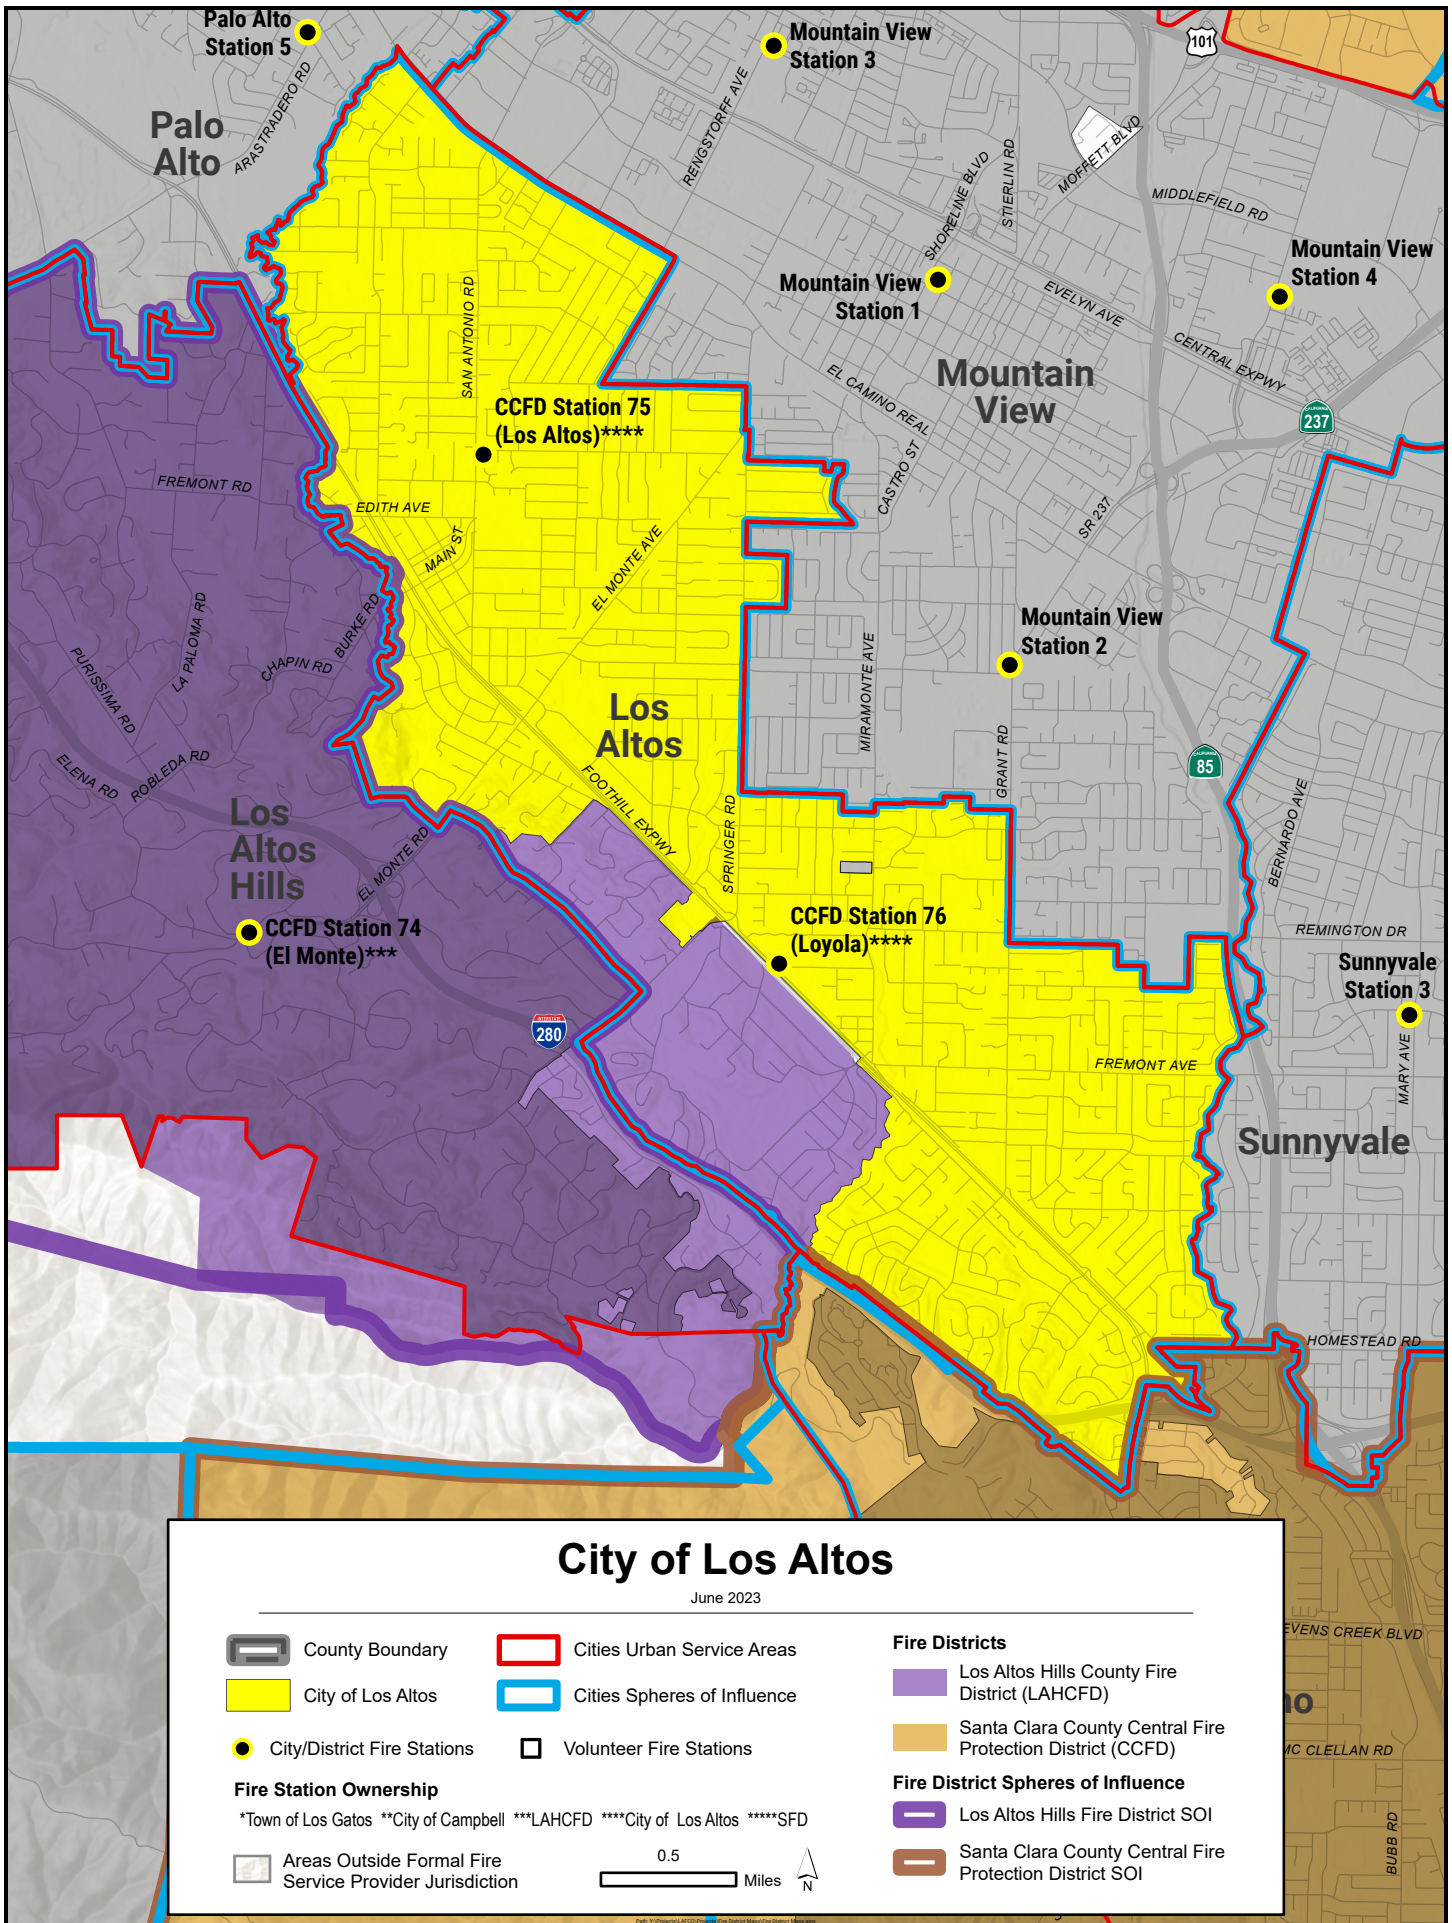 Palo Alto
Station 5
Mountain View
Station 3
101
Palo
Alto
ARASTRADERO RD
RENGSTORFF AVE
SHORELINE BLVD
STIERLIN RD
MOFFETT BLVD
MIDDLEFIELD RD
Mountain View
Station 4
Mountain View
Station 1
EVELYN AVE
CENTRAL EXPWY
SAN ANTONIO RD
EL CAMINO REAL
Mountain
View
CALIFORNIA
237
CCFD Station 75
(Los Altos)****
CASTRO ST
FREMONT RD
EDITH AVE
MAIN ST
EL MONTE AVE
SR 237
LA PALOMA RD
BURKE RD
CHAPIN RD
PURISSIMA RD
Mountain View
Station 2
MIRAMONTE AVE
Los
Altos
GRANT RD
CALIFORNIA
85
ELENA RD
ROBLEDA RD
FOOTHILL EXPWY
SPRINGER RD
BERNARDO AVE
Los
Altos
Hills
EL MONTE RD
CCFD Station 74
(El Monte)***
CCFD Station 76
(Loyola)****
REMINGTON DR
Sunnyvale
Station 3
INTERSTATE
280
FREMONT AVE
MARY AVE
Sunnyvale
HOMESTEAD RD
City of Los Altos
June 2023
County Boundary
City of Los Altos
Cities Urban Service Areas
Cities Spheres of Influence
City/District Fire Stations
Volunteer Fire Stations
Fire Station Ownership
*Town of Los Gatos **City of Campbell ***LAHCFD ****City of Los Altos *****SFD
Areas Outside Formal Fire
Service Provider Jurisdiction
0.5
Miles
N
Fire Districts
Los Altos Hills County Fire
District (LAHCFD)
Santa Clara County Central Fire
Protection District (CCFD)
Fire District Spheres of Influence
Los Altos Hills Fire District SOI
Santa Clara County Central Fire
Protection District SOI
EVENS CREEK BLVD
no
MC CLELLAN RD
BUBB RD